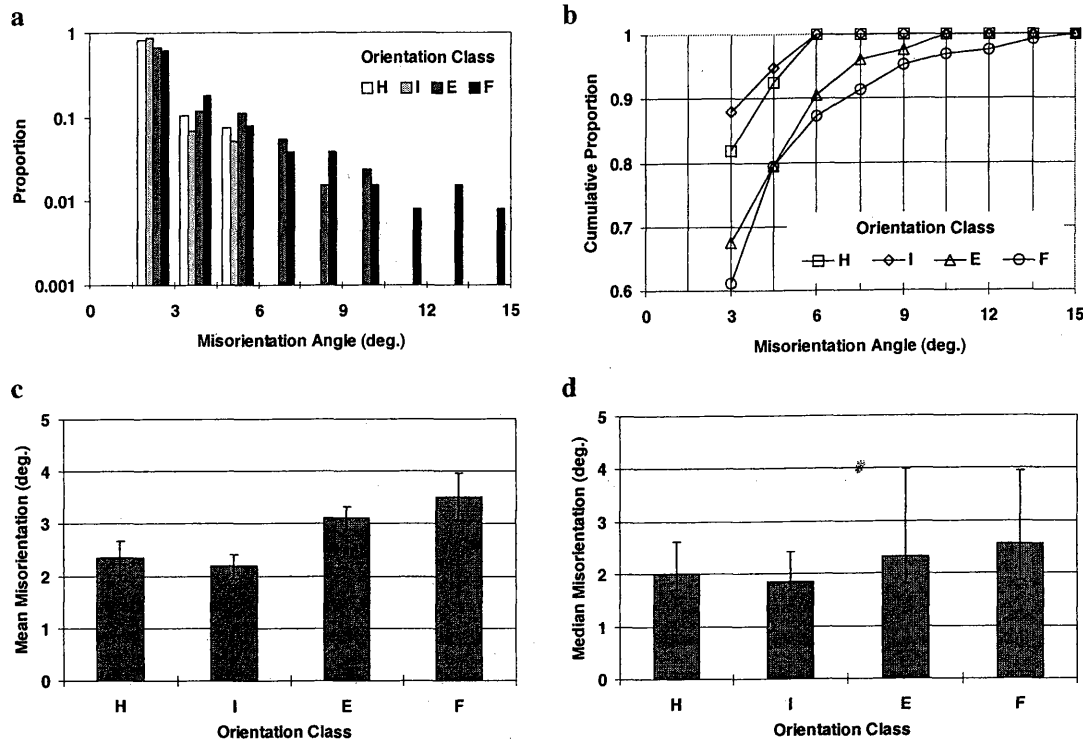 a
1
0.1
0.01
0.001
Proportion
Orientation Class
H I E F
0 3 6 9 12 15
Misorientation Angle (deg.)
b
1
0.9
0.8
0.7
0.6
Cumulative Proportion
Orientation Class
H I E F
0 3 6 9 12 15
Misorientation Angle (deg.)
c
5
4
3
2
1
0
Mean Misorientation (deg.)
H I E F
Orientation Class
d
5
4
3
2
1
0
Median Misorientation (deg.)
H I E F
Orientation Class